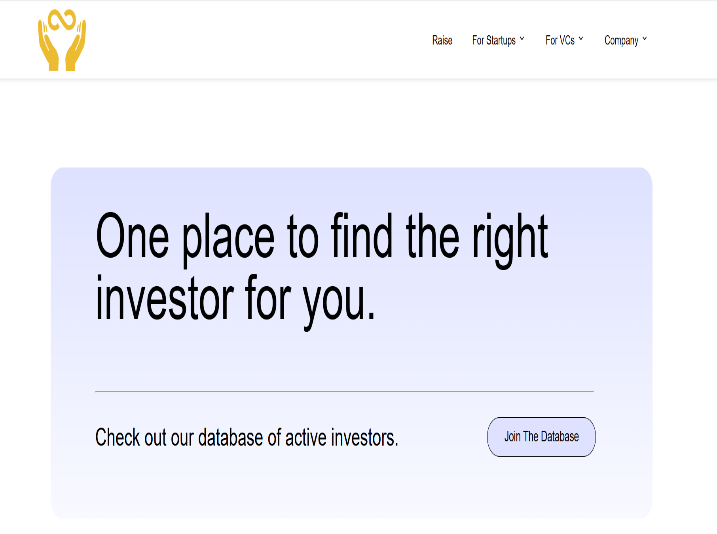 Raise For Startups For VCs Company
One place to find the right
investor for you.
Check out our database of active investors. Join The Database